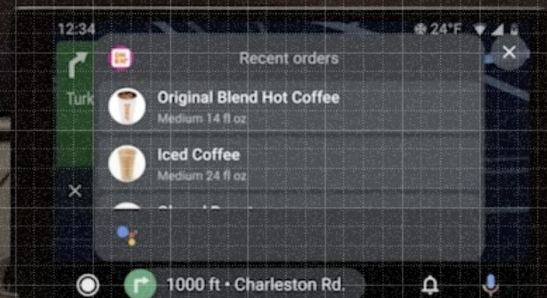 12:34
24°F
Recent orders
Turk
Original Blend Hot Coffee
Medium 14 fl oz
Iced Coffee
Medium 24 fl oz
1000 ft • Charleston Rd.